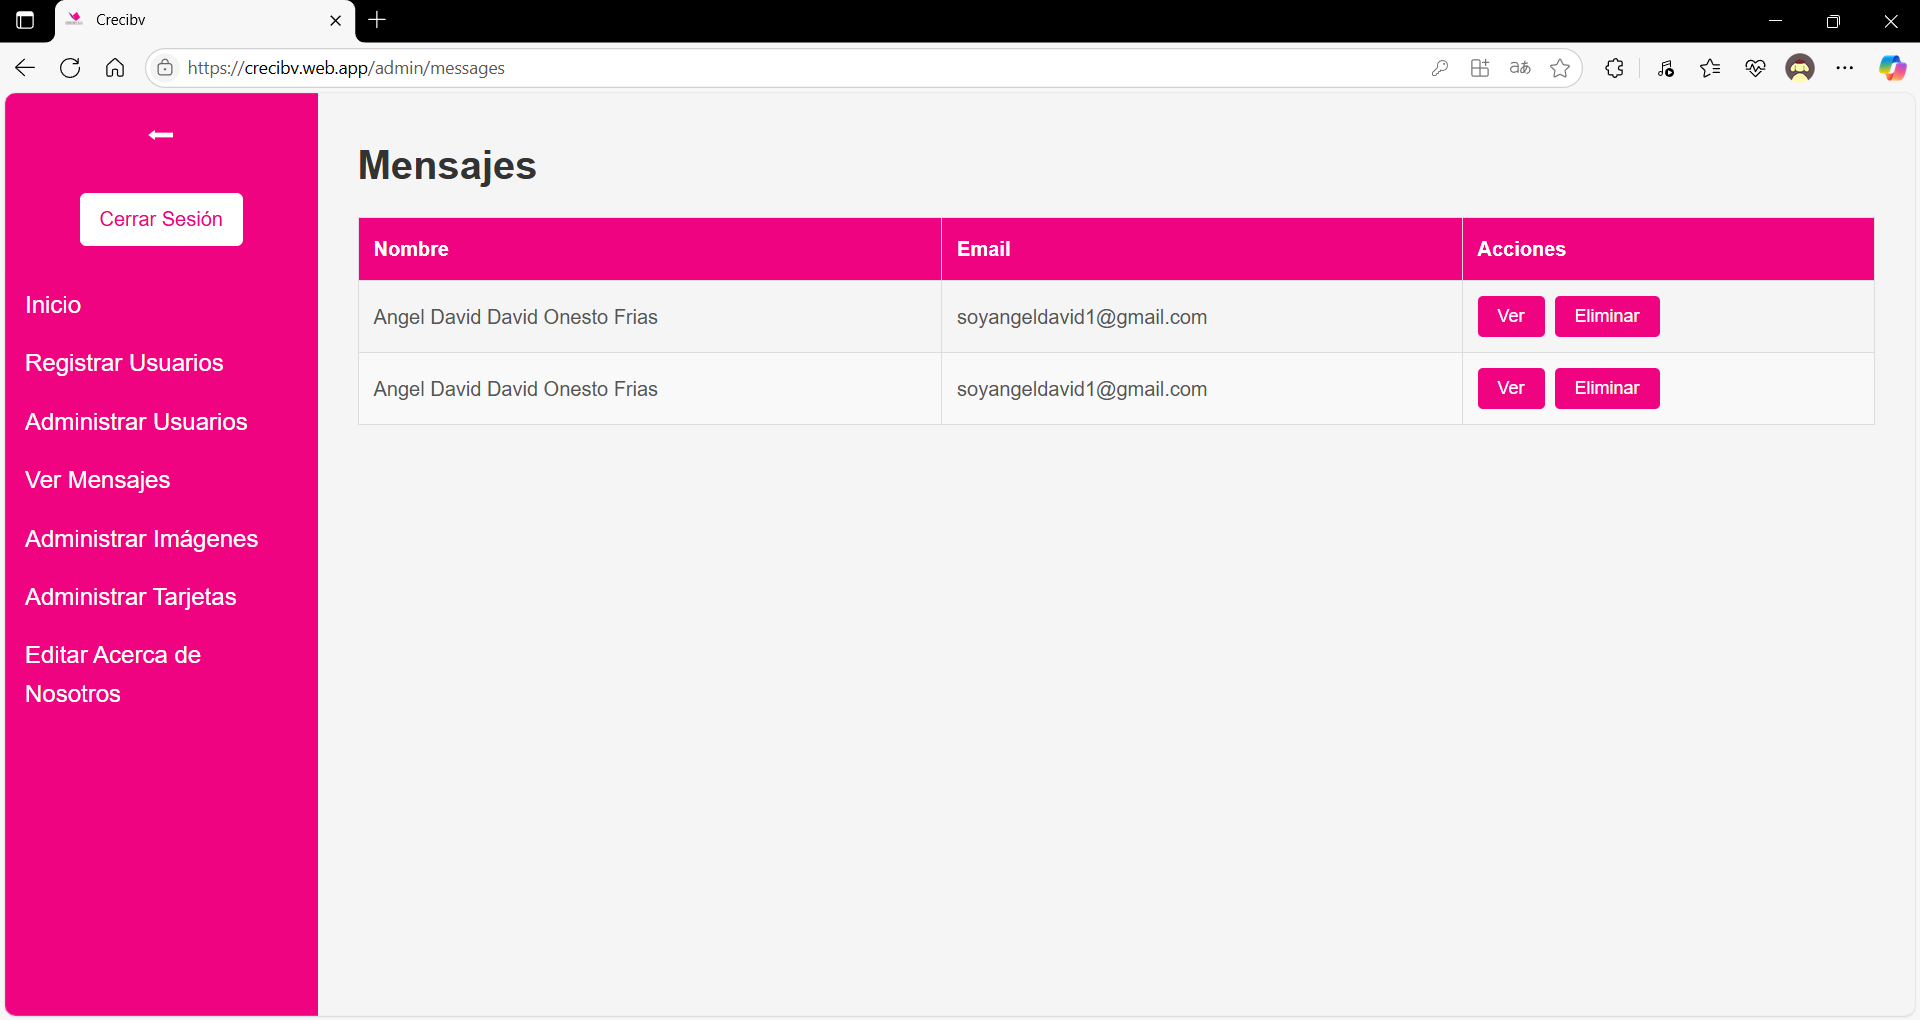 Crecibv
https://crecibv.web.app/admin/messages
Cerrar Sesión
Inicio
Registrar Usuarios
Administrar Usuarios
Ver Mensajes
Administrar Imágenes
Administrar Tarjetas
Editar Acerca de
Nosotros
Mensajes
Nombre Email Acciones
Angel David David Onesto Frias soyangeldavid1@gmail.com Ver Eliminar
Angel David David Onesto Frias soyangeldavid1@gmail.com Ver Eliminar